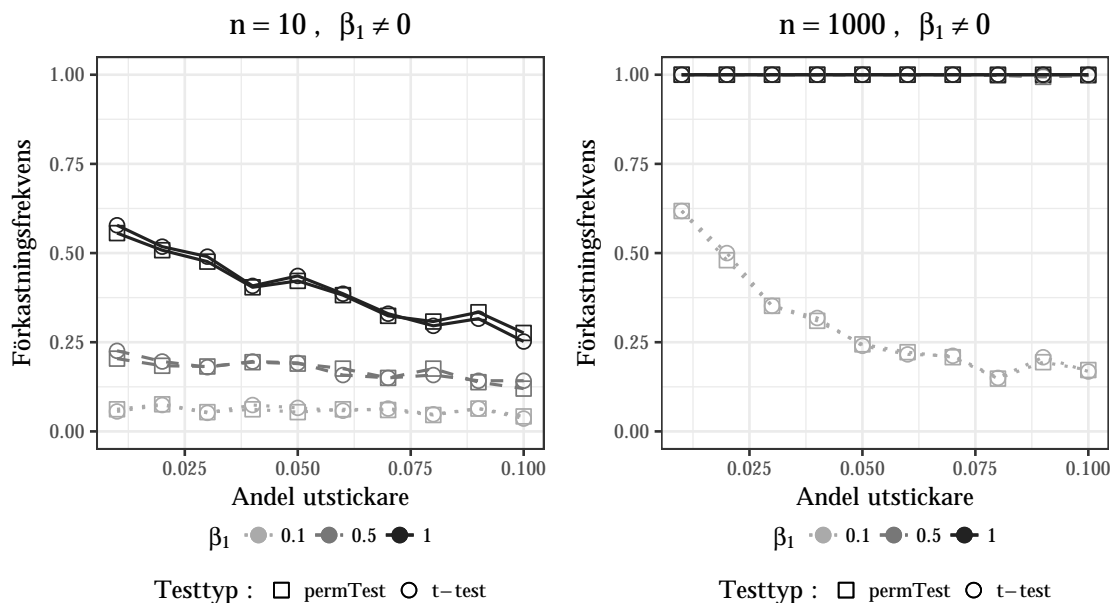 n = 10 , β₁ ≠ 0
Förkastningsfrekvens
1.00
0.75
0.50
0.25
0.00
0.025 0.050 0.075 0.100
Andel utstickare
β₁ 0.1 0.5 1
Testtyp : permTest t−test
n = 1000 , β₁ ≠ 0
Förkastningsfrekvens
1.00
0.75
0.50
0.25
0.00
0.025 0.050 0.075 0.100
Andel utstickare
β₁ 0.1 0.5 1
Testtyp : permTest t−test